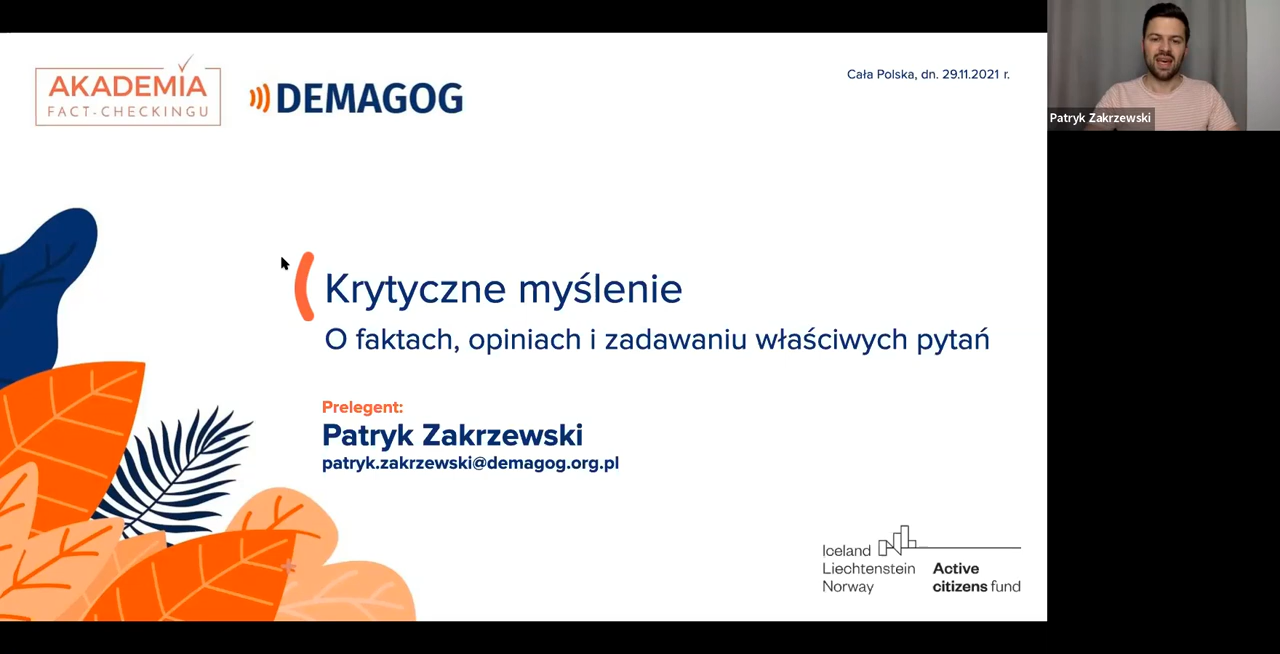 AKADEMIA
FACT-CHECKINGU
DEMAGOG
Cała Polska, dn. 29.11.2021 r.
Patryk Zakrzewski
Krytyczne myślenie
O faktach, opiniach i zadawaniu właściwych pytań
Prelegent:
Patryk Zakrzewski
patryk.zakrzewski@demagog.org.pl
Iceland
Liechtenstein
Norway
Active
citizens fund